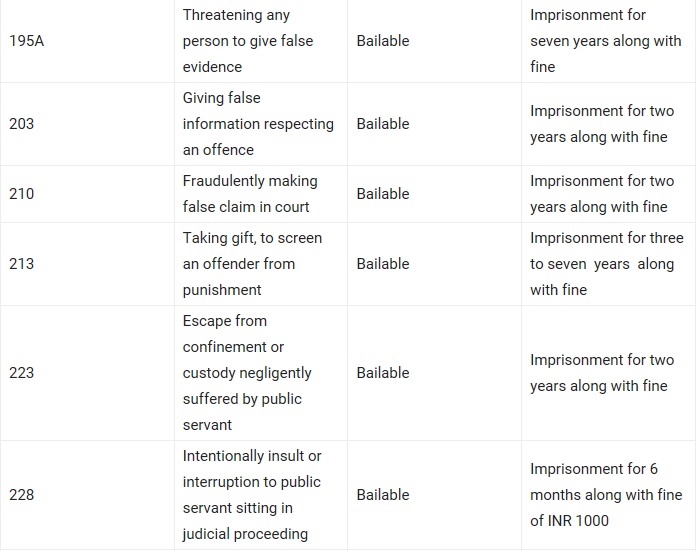 195A
Threatening any
person to give false
evidence
Bailable
Imprisonment for
seven years along with
fine
203
Giving false
information respecting
an offence
Bailable
Imprisonment for two
years along with fine
210
Fraudulently making
false claim in court
Bailable
Imprisonment for two
years along with fine
213
Taking gift, to screen
an offender from
punishment
Bailable
Imprisonment for three
to seven years along
with fine
223
Escape from
confinement or
custody negligently
suffered by public
servant
Bailable
Imprisonment for two
years along with fine
228
Intentionally insult or
interruption to public
servant sitting in
judicial proceeding
Bailable
Imprisonment for 6
months along with fine
of INR 1000